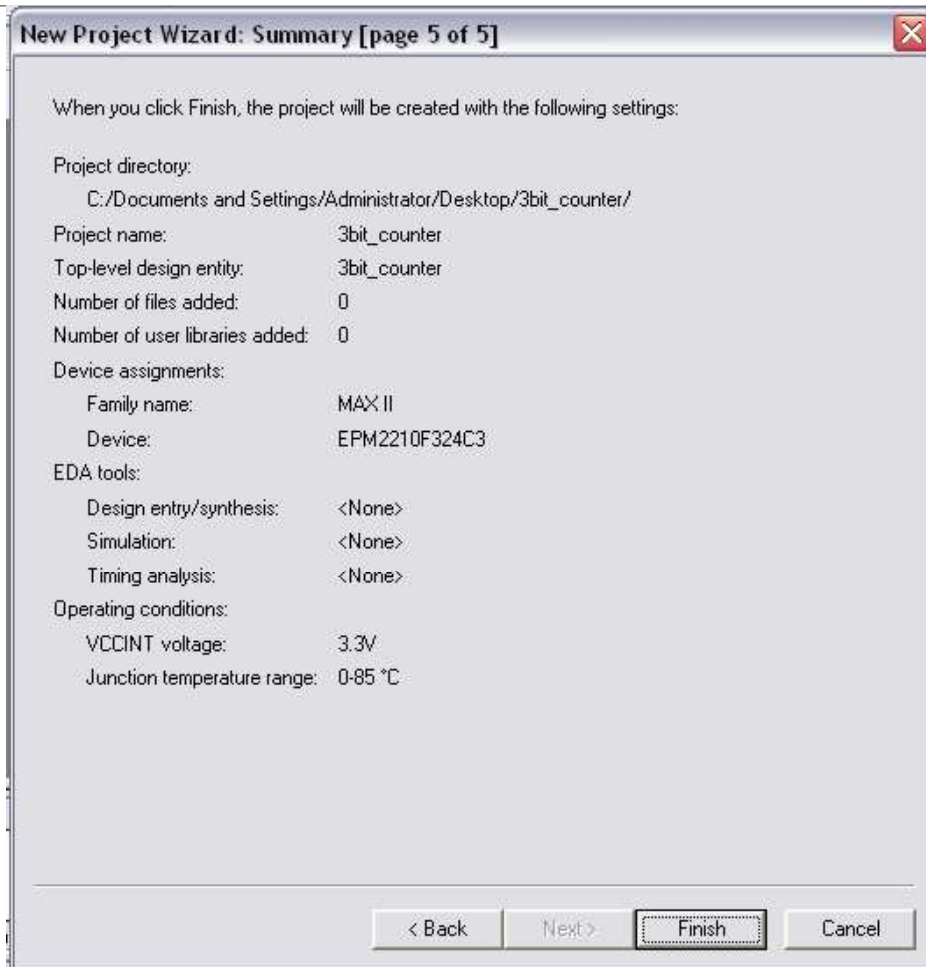 New Project Wizard: Summary [page 5 of 5]
When you click Finish, the project will be created with the following settings:
Project directory:
C:/Documents and Settings/Administrator/Desktop/3bit_counter/
Project name: 3bit_counter
Top-level design entity: 3bit_counter
Number of files added: 0
Number of user libraries added: 0
Device assignments:
Family name: MAX II
Device: EPM2210F324C3
EDA tools:
Design entry/synthesis: <None>
Simulation: <None>
Timing analysis: <None>
Operating conditions:
VCCINT voltage: 3.3V
Junction temperature range: 0-85 °C
< Back Next > Finish Cancel